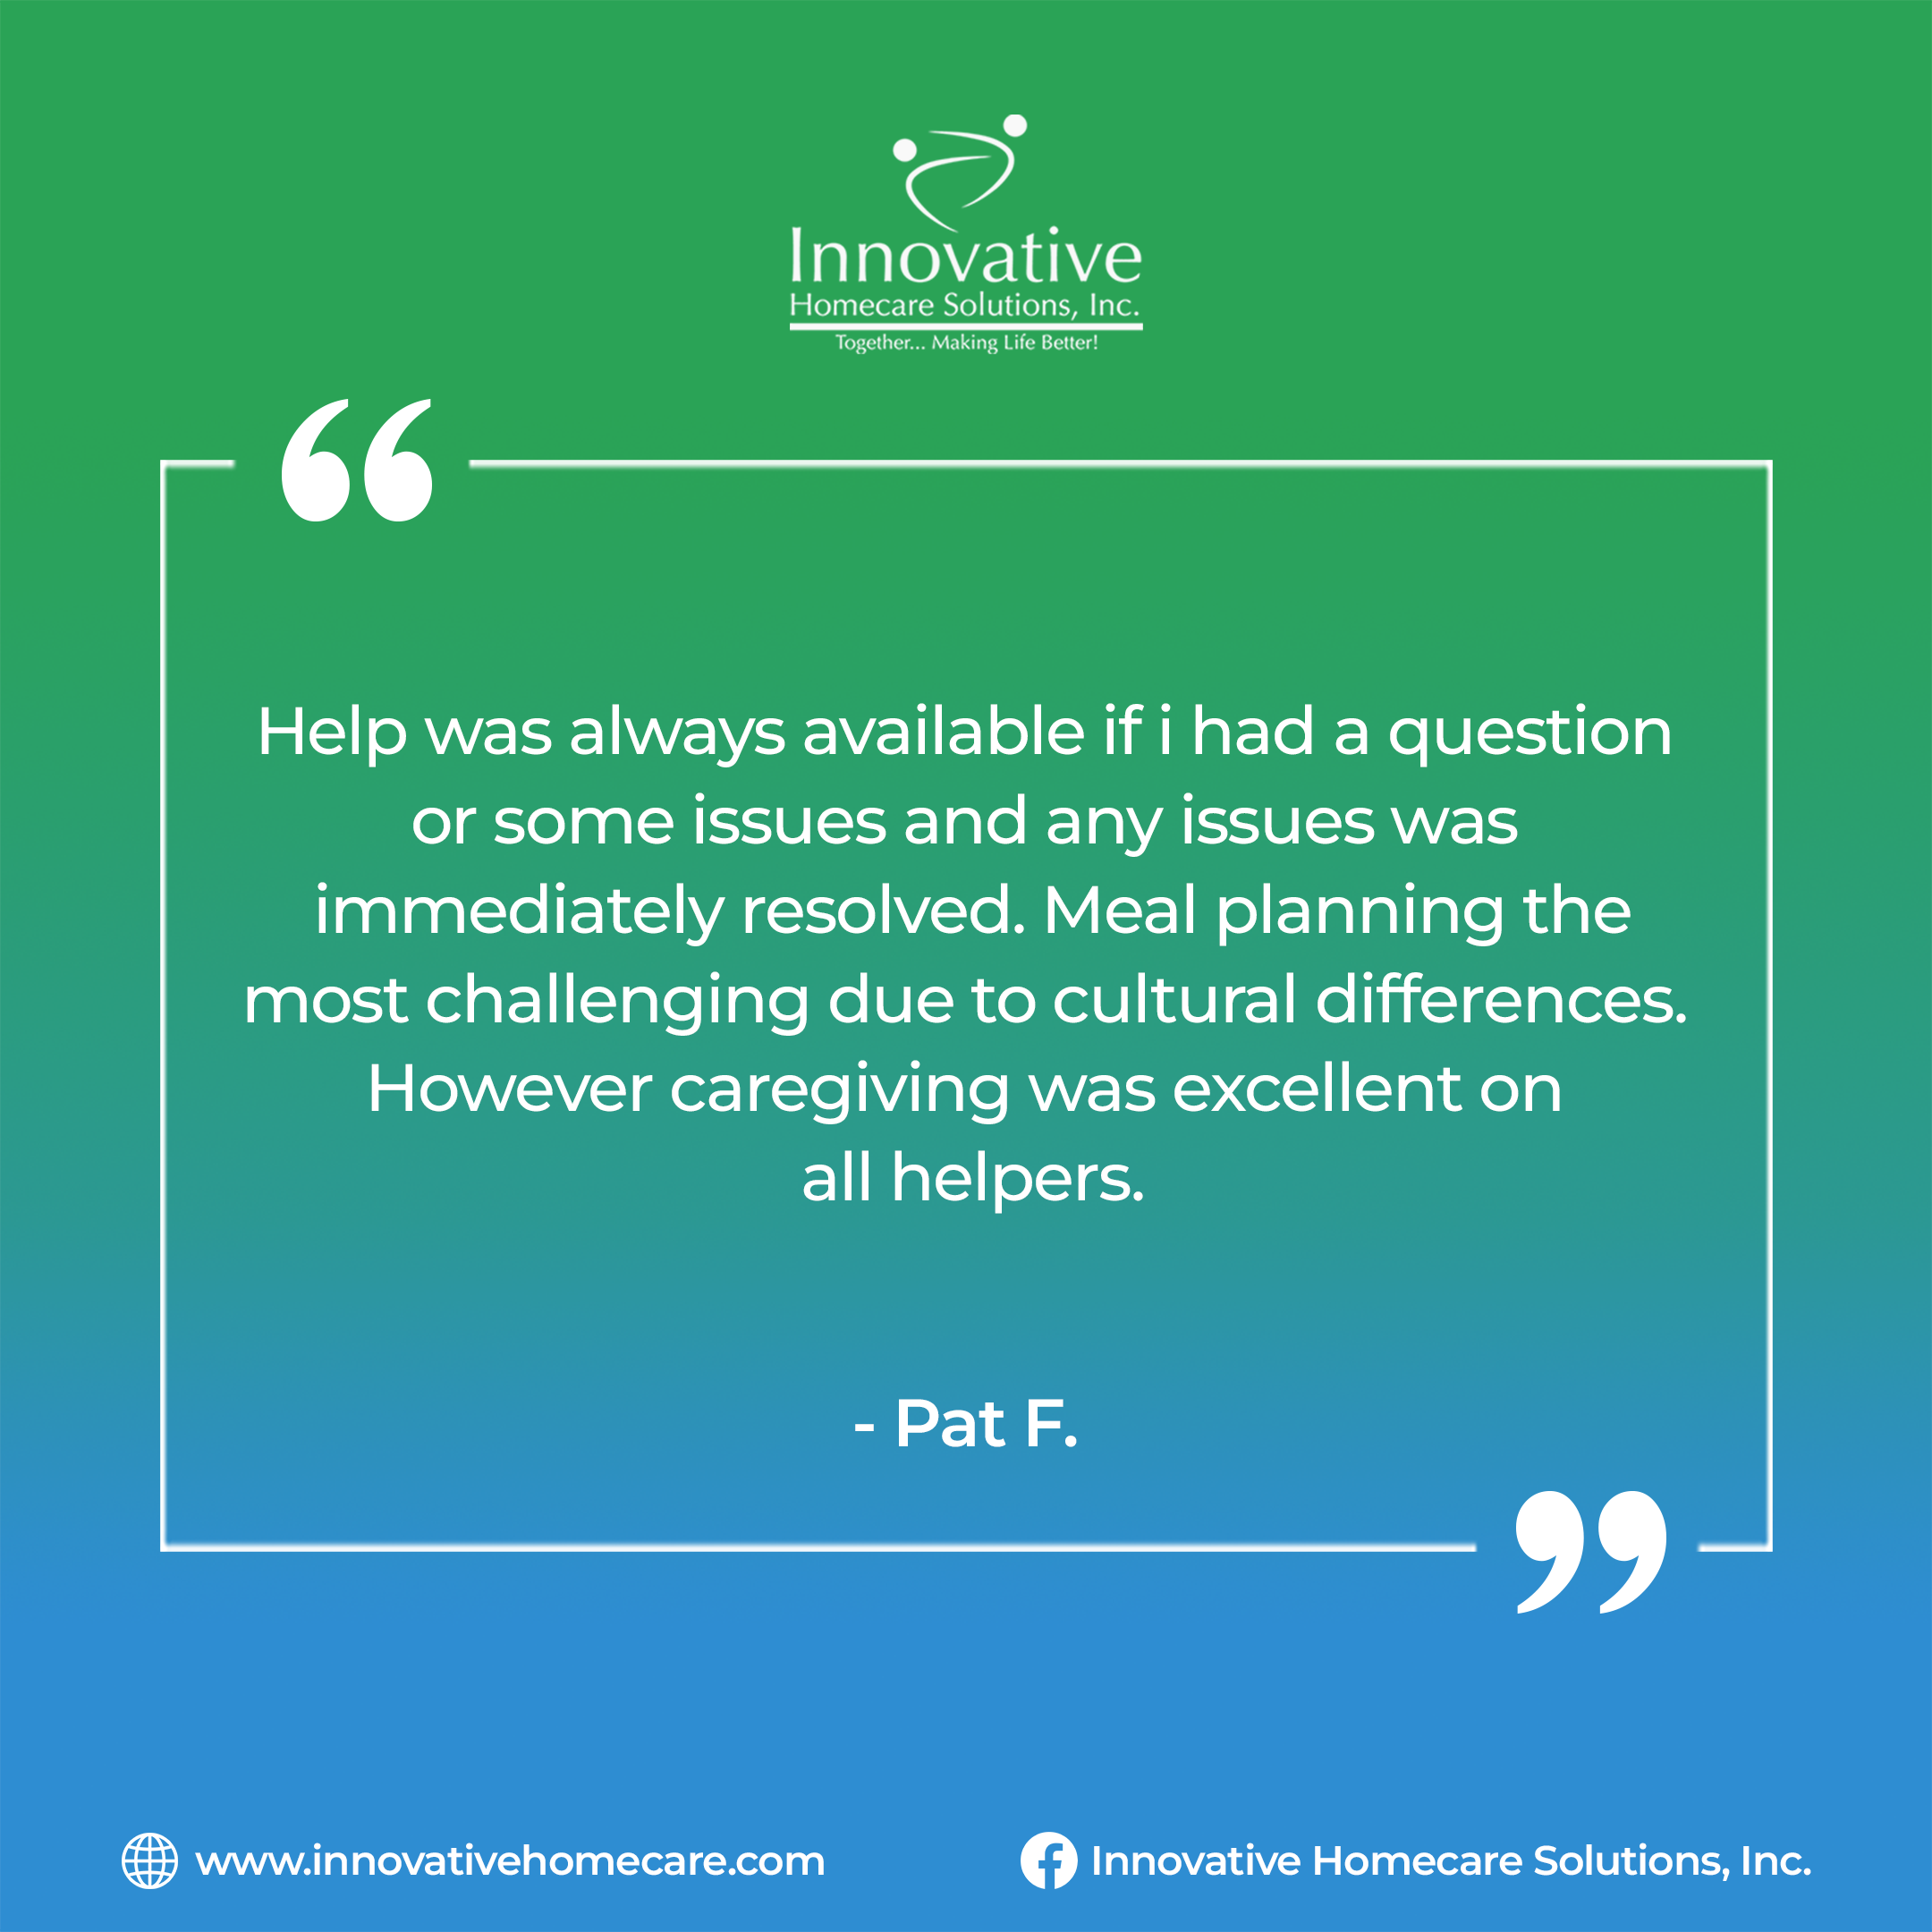 Innovative
Homecare Solutions, Inc.
Together... Making Life Better!
“
Help was always available if i had a question
or some issues and any issues was
immediately resolved. Meal planning the
most challenging due to cultural differences.
However caregiving was excellent on
all helpers.
- Pat F.
”
www.innovativehomecare.com
Innovative Homecare Solutions, Inc.